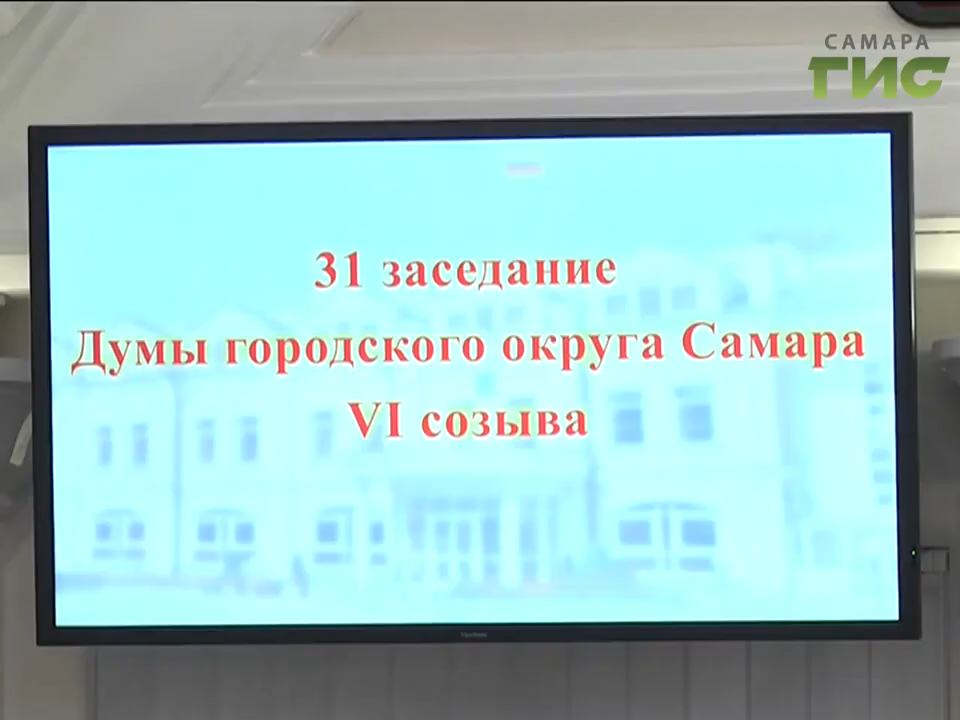 САМАРА
ГИС
31 заседание
Думы городского округа Самара
VI созыва